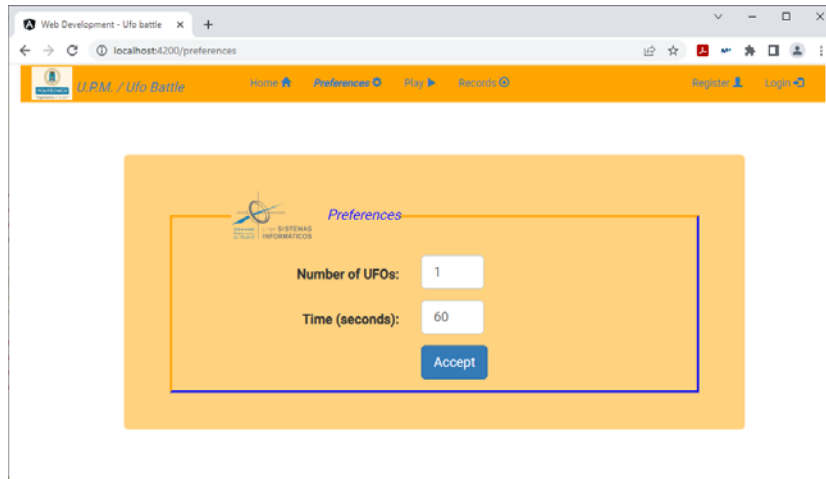 Web Development - Ufo battle
localhost:4200/preferences
U.P.M. / Ufo Battle Home Preferences Play Records Register Login
POLITÉCNICA
SISTEMAS
INFORMÁTICOS
Preferences
Number of UFOs: 1
Time (seconds): 60
Accept